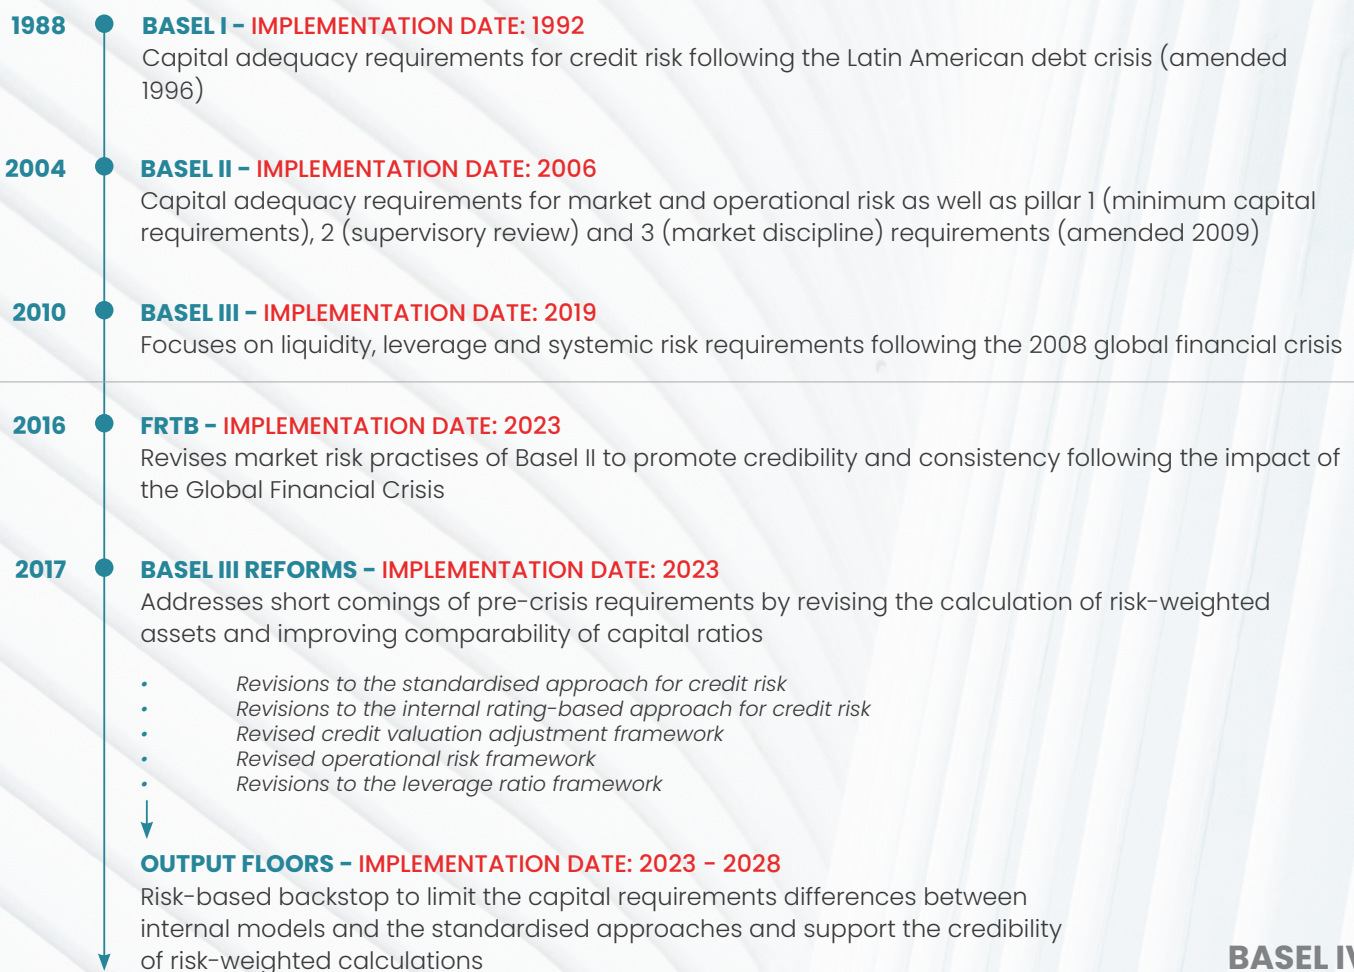 1988
BASEL I – IMPLEMENTATION DATE: 1992
Capital adequacy requirements for credit risk following the Latin American debt crisis (amended
1996)
2004
BASEL II – IMPLEMENTATION DATE: 2006
Capital adequacy requirements for market and operational risk as well as pillar 1 (minimum capital
requirements), 2 (supervisory review) and 3 (market discipline) requirements (amended 2009)
2010
BASEL III – IMPLEMENTATION DATE: 2019
Focuses on liquidity, leverage and systemic risk requirements following the 2008 global financial crisis
2016
FRTB – IMPLEMENTATION DATE: 2023
Revises market risk practises of Basel II to promote credibility and consistency following the impact of
the Global Financial Crisis
2017
BASEL III REFORMS – IMPLEMENTATION DATE: 2023
Addresses short comings of pre-crisis requirements by revising the calculation of risk-weighted
assets and improving comparability of capital ratios
• Revisions to the standardised approach for credit risk
• Revisions to the internal rating-based approach for credit risk
• Revised credit valuation adjustment framework
• Revised operational risk framework
• Revisions to the leverage ratio framework
OUTPUT FLOORS – IMPLEMENTATION DATE: 2023 - 2028
Risk-based backstop to limit the capital requirements differences between
internal models and the standardised approaches and support the credibility
of risk-weighted calculations
BASEL IV